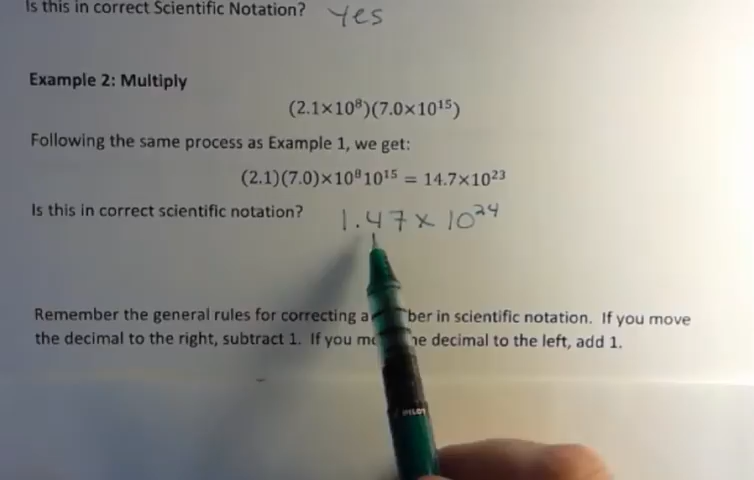 Is this in correct Scientific Notation? Yes
Example 2: Multiply
(2.1×10⁸)(7.0×10¹⁵)
Following the same process as Example 1, we get:
(2.1)(7.0)×10⁸10¹⁵ = 14.7×10²³
Is this in correct scientific notation? 1.47 × 10²⁴
Remember the general rules for correcting a ber in scientific notation. If you move
the decimal to the right, subtract 1. If you m he decimal to the left, add 1.
PILOT